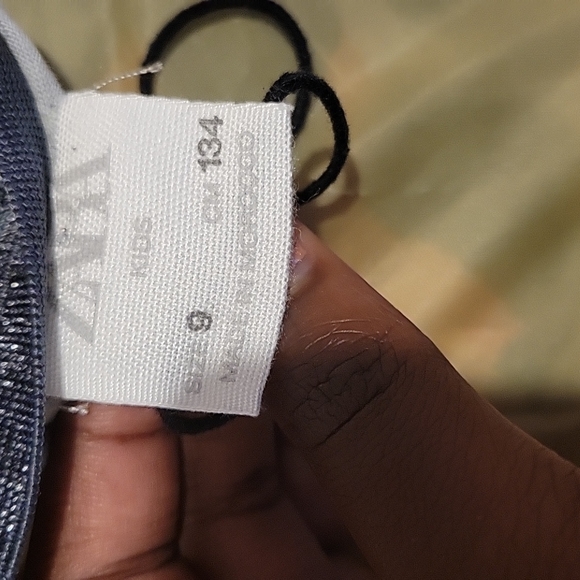 ZARA
KIDS
SIZE 9 CM 134
MADE IN MOROCCO